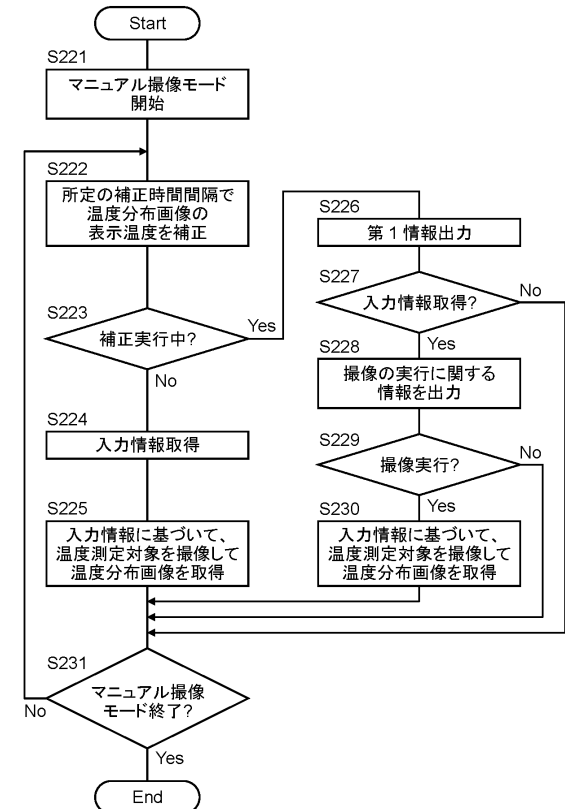 Start
S221
マニュアル撮像モード
開始
S222
所定の補正時間間隔で
温度分布画像の
表示温度を補正
S223
補正実行中?
Yes
No
S224
入力情報取得
S225
入力情報に基づいて、
温度測定対象を撮像して
温度分布画像を取得
S226
第1情報出力
S227
入力情報取得?
No
Yes
S228
撮像の実行に関する
情報を出力
S229
撮像実行?
No
Yes
S230
入力情報に基づいて、
温度測定対象を撮像して
温度分布画像を取得
S231
マニュアル撮像
モード終了?
No
Yes
End